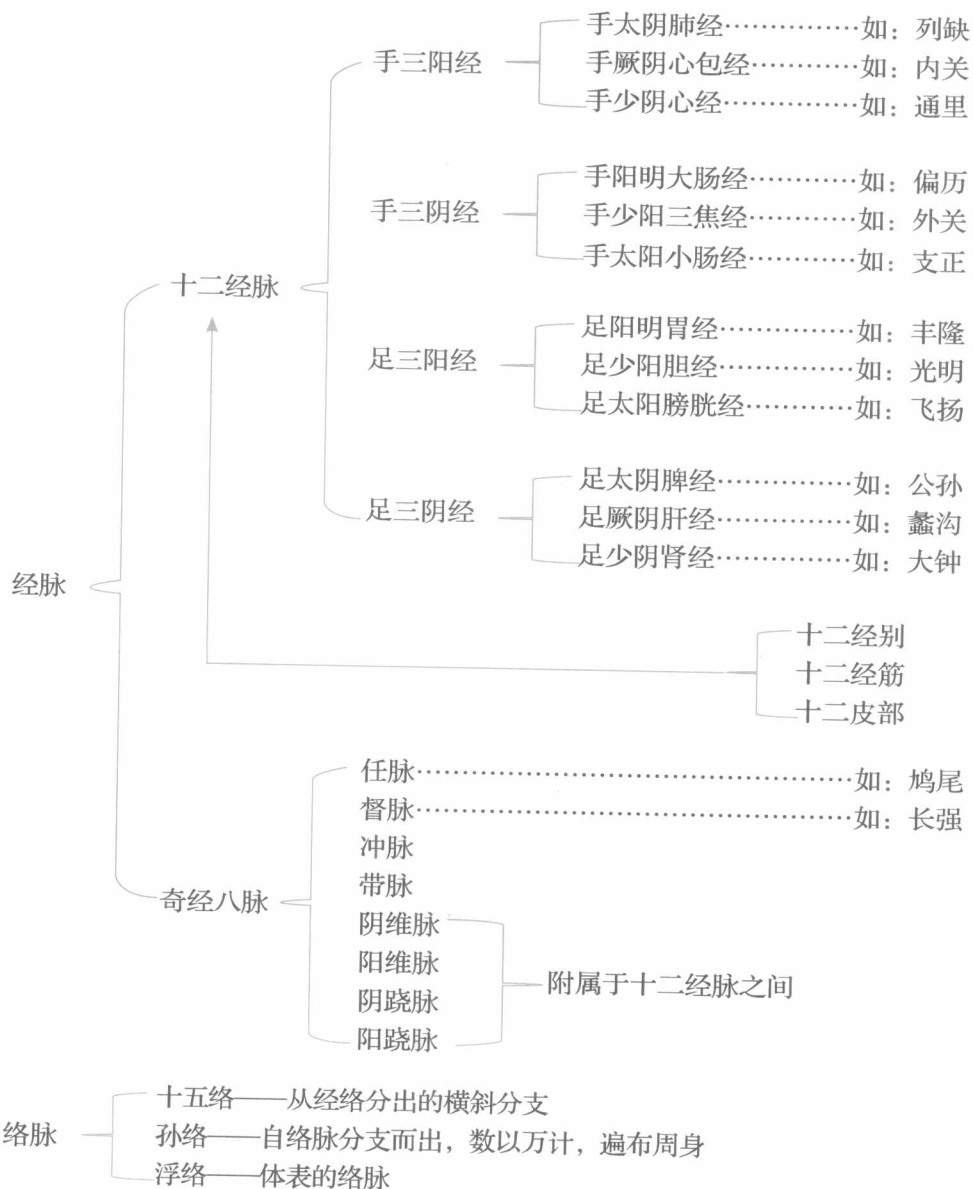 手太阴肺经……………如：列缺
手三阳经 手厥阴心包经…………如：内关
手少阴心经……………如：通里
手阳明大肠经…………如：偏历
手三阴经 手少阳三焦经…………如：外关
手太阳小肠经…………如：支正
十二经脉
足阳明胃经……………如：丰隆
足三阳经 足少阳胆经……………如：光明
足太阳膀胱经…………如：飞扬
足太阴脾经……………如：公孙
足三阴经 足厥阴肝经……………如：蠡沟
足少阴肾经……………如：大钟
经脉
十二经别
十二经筋
十二皮部
任脉………………………………………………如：鸠尾
督脉………………………………………………如：长强
冲脉
带脉
奇经八脉
阴维脉
阳维脉
附属于十二经脉之间
阴跷脉
阳跷脉
十五络——从经络分出的横斜分支
络脉 孙络——自络脉分支而出，数以万计，遍布周身
浮络——体表的络脉